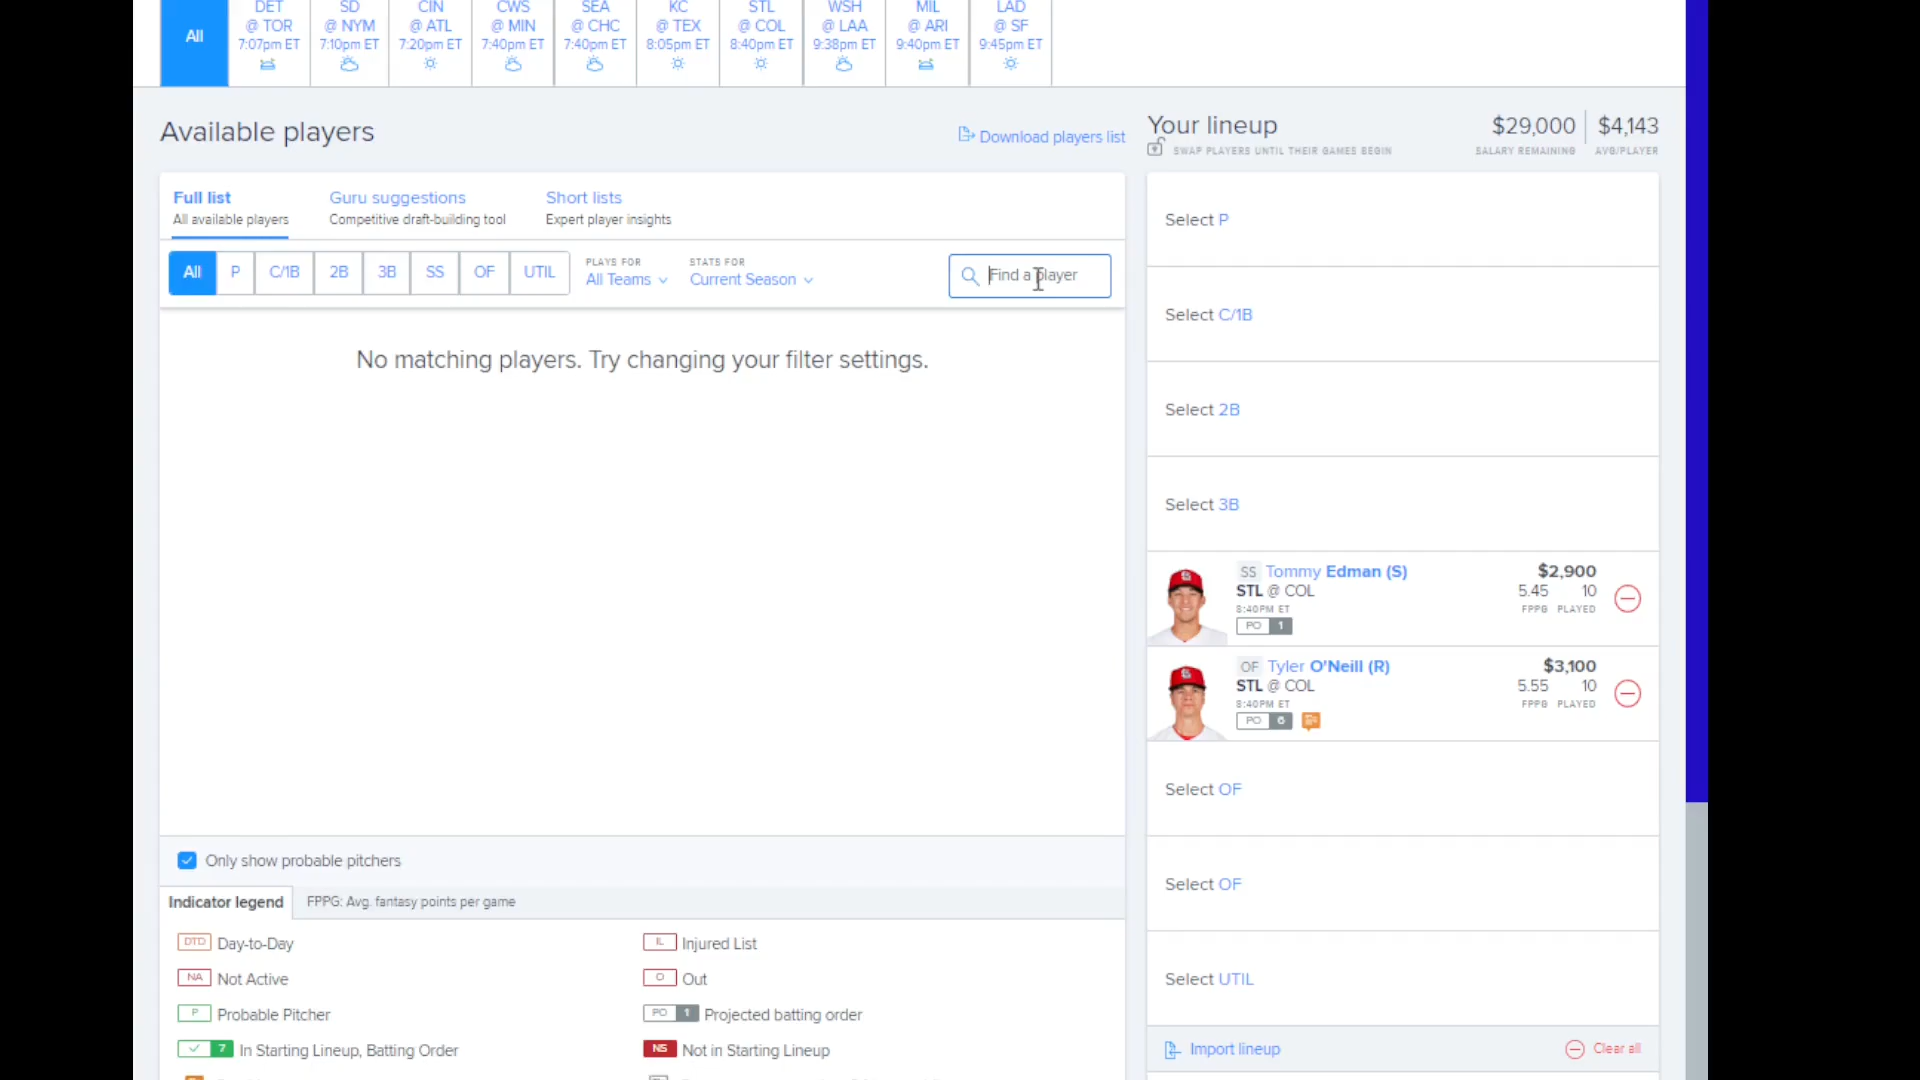 All
DET
@ TOR
7:07pm ET
SD
@ NYM
7:10pm ET
CIN
@ ATL
7:20pm ET
CWS
@ MIN
7:40pm ET
SEA
@ CHC
7:40pm ET
KC
@ TEX
8:05pm ET
STL
@ COL
8:40pm ET
WSH
@ LAA
9:38pm ET
MIL
@ ARI
9:40pm ET
LAD
@ SF
9:45pm ET
Available players
Download players list
Full list
All available players
Guru suggestions
Competitive draft-building tool
Short lists
Expert player insights
All P C/1B 2B 3B SS OF UTIL
PLAYS FOR
All Teams
STATS FOR
Current Season
Find a player
No matching players. Try changing your filter settings.
Only show probable pitchers
Indicator legend
FPPG: Avg. fantasy points per game
DTD Day-to-Day
IL Injured List
NA Not Active
O Out
P Probable Pitcher
PO 1 Projected batting order
7 In Starting Lineup, Batting Order
NS Not in Starting Lineup
Your lineup
SWAP PLAYERS UNTIL THEIR GAMES BEGIN
$29,000
SALARY REMAINING
$4,143
AVG/PLAYER
Select P
Select C/1B
Select 2B
Select 3B
SS Tommy Edman (S)
$2,900
STL @ COL
5.45 10
8:40PM ET
FPPG PLAYED
PO 1
OF Tyler O'Neill (R)
$3,100
STL @ COL
5.55 10
8:40PM ET
FPPG PLAYED
PO 6
Select OF
Select OF
Select UTIL
Import lineup
Clear all